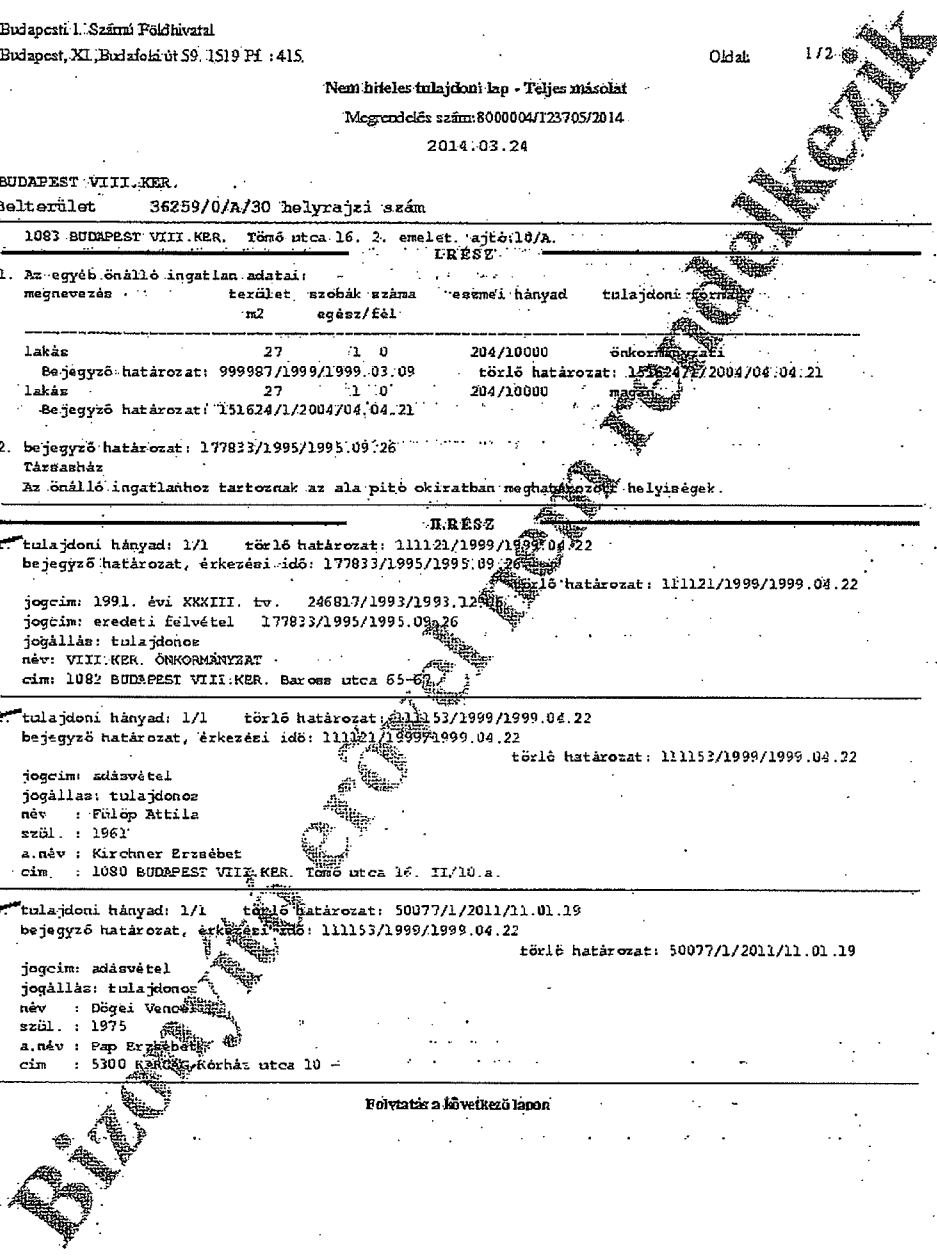 Budapesti 1. Számú Földhivatal
Budapest, XI., Budafoki út 59. 1519 Pf. :415.
Oldal: 1/2
Nem hiteles tulajdoni lap - Teljes másolat
Megrendelés szám:8000004/123705/2014
2014.03.24
BUDAPEST VIII.KER.
Belterület 36259/0/A/30 helyrajzi szám
1083 BUDAPEST VIII.KER. Tömő utca 16. 2. emelet. ajtó:10/A.
I.RÉSZ
1. Az egyéb önálló ingatlan adatai:
megnevezés terület szobák száma eszmei hányad tulajdoni forma
m2 egész/fél
lakás 27 1 0 204/10000 önkormányzati
Bejegyző határozat: 999987/1999/1999.03.09 törlő határozat: 151624/1/2004/04.04.21
lakás 27 1 0 204/10000 magán
Bejegyző határozat: 151624/1/2004/04.04.21
2. bejegyző határozat: 177833/1995/1995.09.26
Társasház
Az önálló ingatlanhoz tartoznak az ala pító okiratban meghatározott helyiségek.
II.RÉSZ
tulajdoni hányad: 1/1 törlő határozat: 111121/1999/1999.04.22
bejegyző határozat, érkezési idő: 177833/1995/1995.09.26
törlő határozat: 111121/1999/1999.04.22
jogcím: 1991. évi XXXIII. tv. 246817/1993/1993.12.06
jogcím: eredeti felvétel 177833/1995/1995.09.26
jogállás: tulajdonos
név: VIII.KER. ÖNKORMÁNYZAT
cím: 1082 BUDAPEST VIII.KER. Baross utca 65-67.
tulajdoni hányad: 1/1 törlő határozat: 111153/1999/1999.04.22
bejegyző határozat, érkezési idő: 111121/1999/1999.04.22
törlő határozat: 111153/1999/1999.04.22
jogcím: adásvétel
jogállás: tulajdonos
név : Fülöp Attila
szül. : 1961
a.név : Kirchner Erzsébet
cím. : 1080 BUDAPEST VIII.KER. Tömő utca 16. II/10.a.
tulajdoni hányad: 1/1 törlő határozat: 50077/1/2011/11.01.19
bejegyző határozat, érkezési idő: 111153/1999/1999.04.22
törlő határozat: 50077/1/2011/11.01.19
jogcím: adásvétel
jogállás: tulajdonos
név : Dögei Vencel
szül. : 1975
a.név : Pap Erzsébet
cím : 5300 KARCAG Kórház utca 10 -
Folytatás a következő lapon
Bizonyító erővel nem rendelkezik